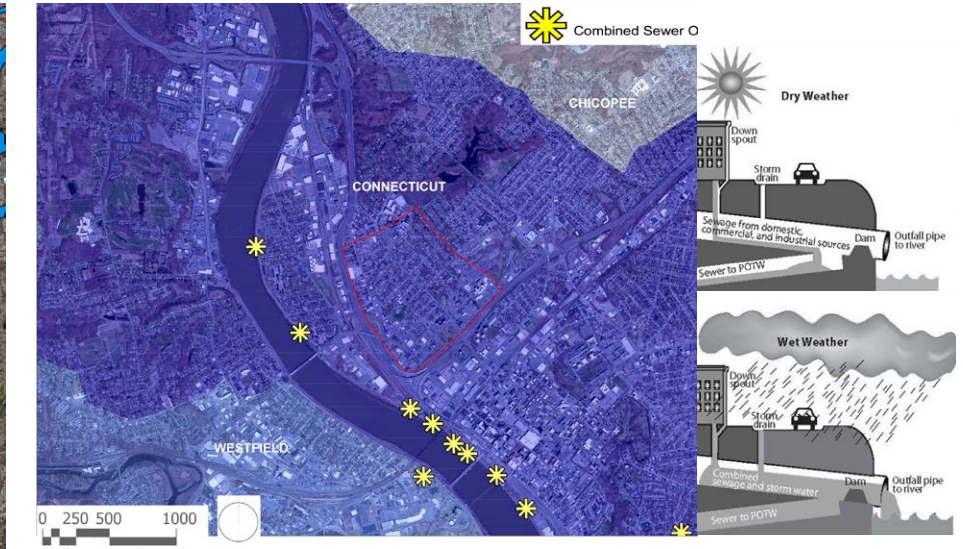 Combined Sewer O
CHICOPEE
CONNECTICUT
WESTFIELD
0 250 500 1000
Dry Weather
Down
spout
Storm
drain
Sewage from domestic,
commercial, and industrial sources
Dam
Outfall pipe
to river
Sewer to POTW
Wet Weather
Down
spout
Storm
drain
Combined
sewage and storm water
Dam
Outfall pipe
to river
Sewer to POTW